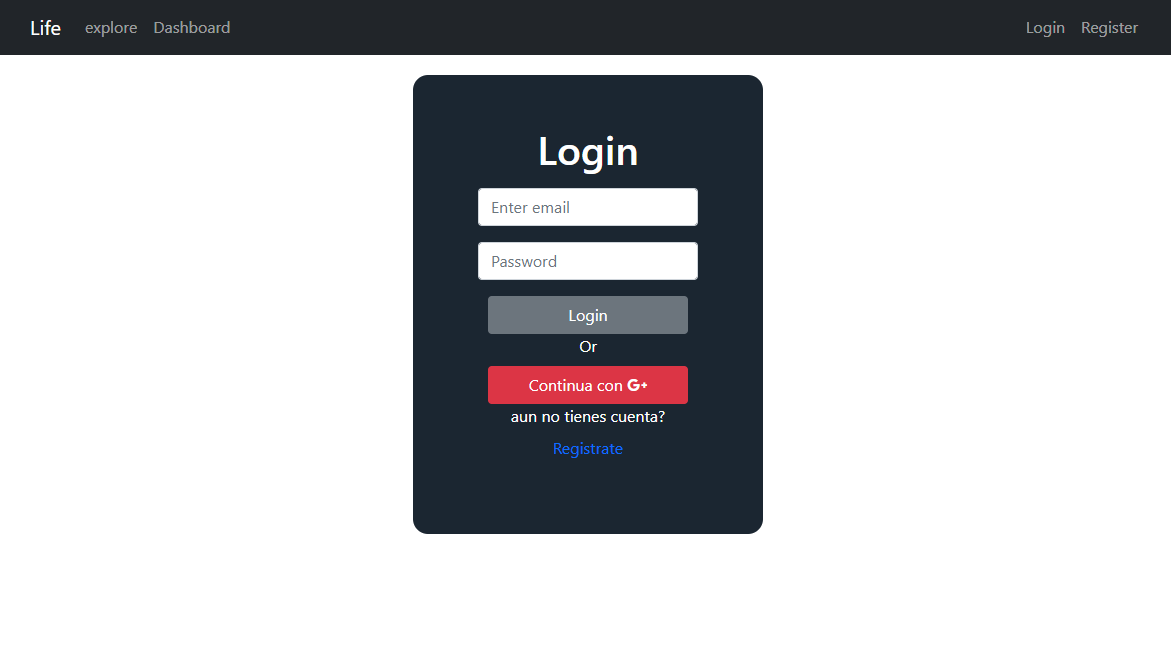 Life explore Dashboard Login Register
Login
Enter email
Password
Login
Or
Continua con G+
aun no tienes cuenta?
Registrate